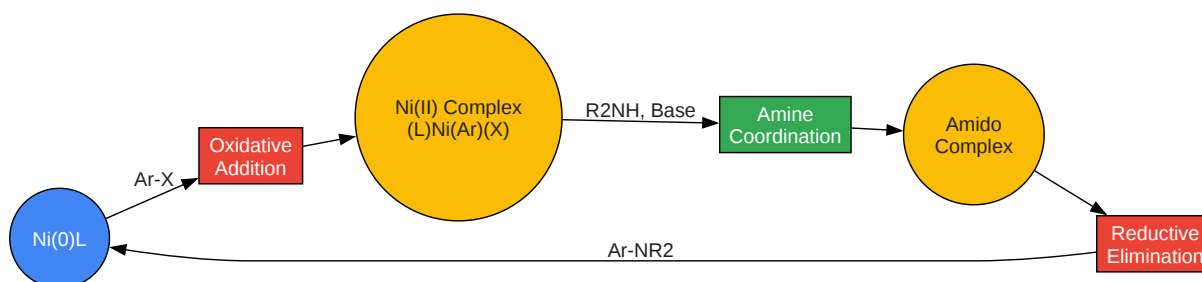 Ni(0)L
Ar-X
Oxidative
Addition
Ni(II) Complex
(L)Ni(Ar)(X)
R2NH, Base
Amine
Coordination
Amido
Complex
Reductive
Elimination
Ar-NR2